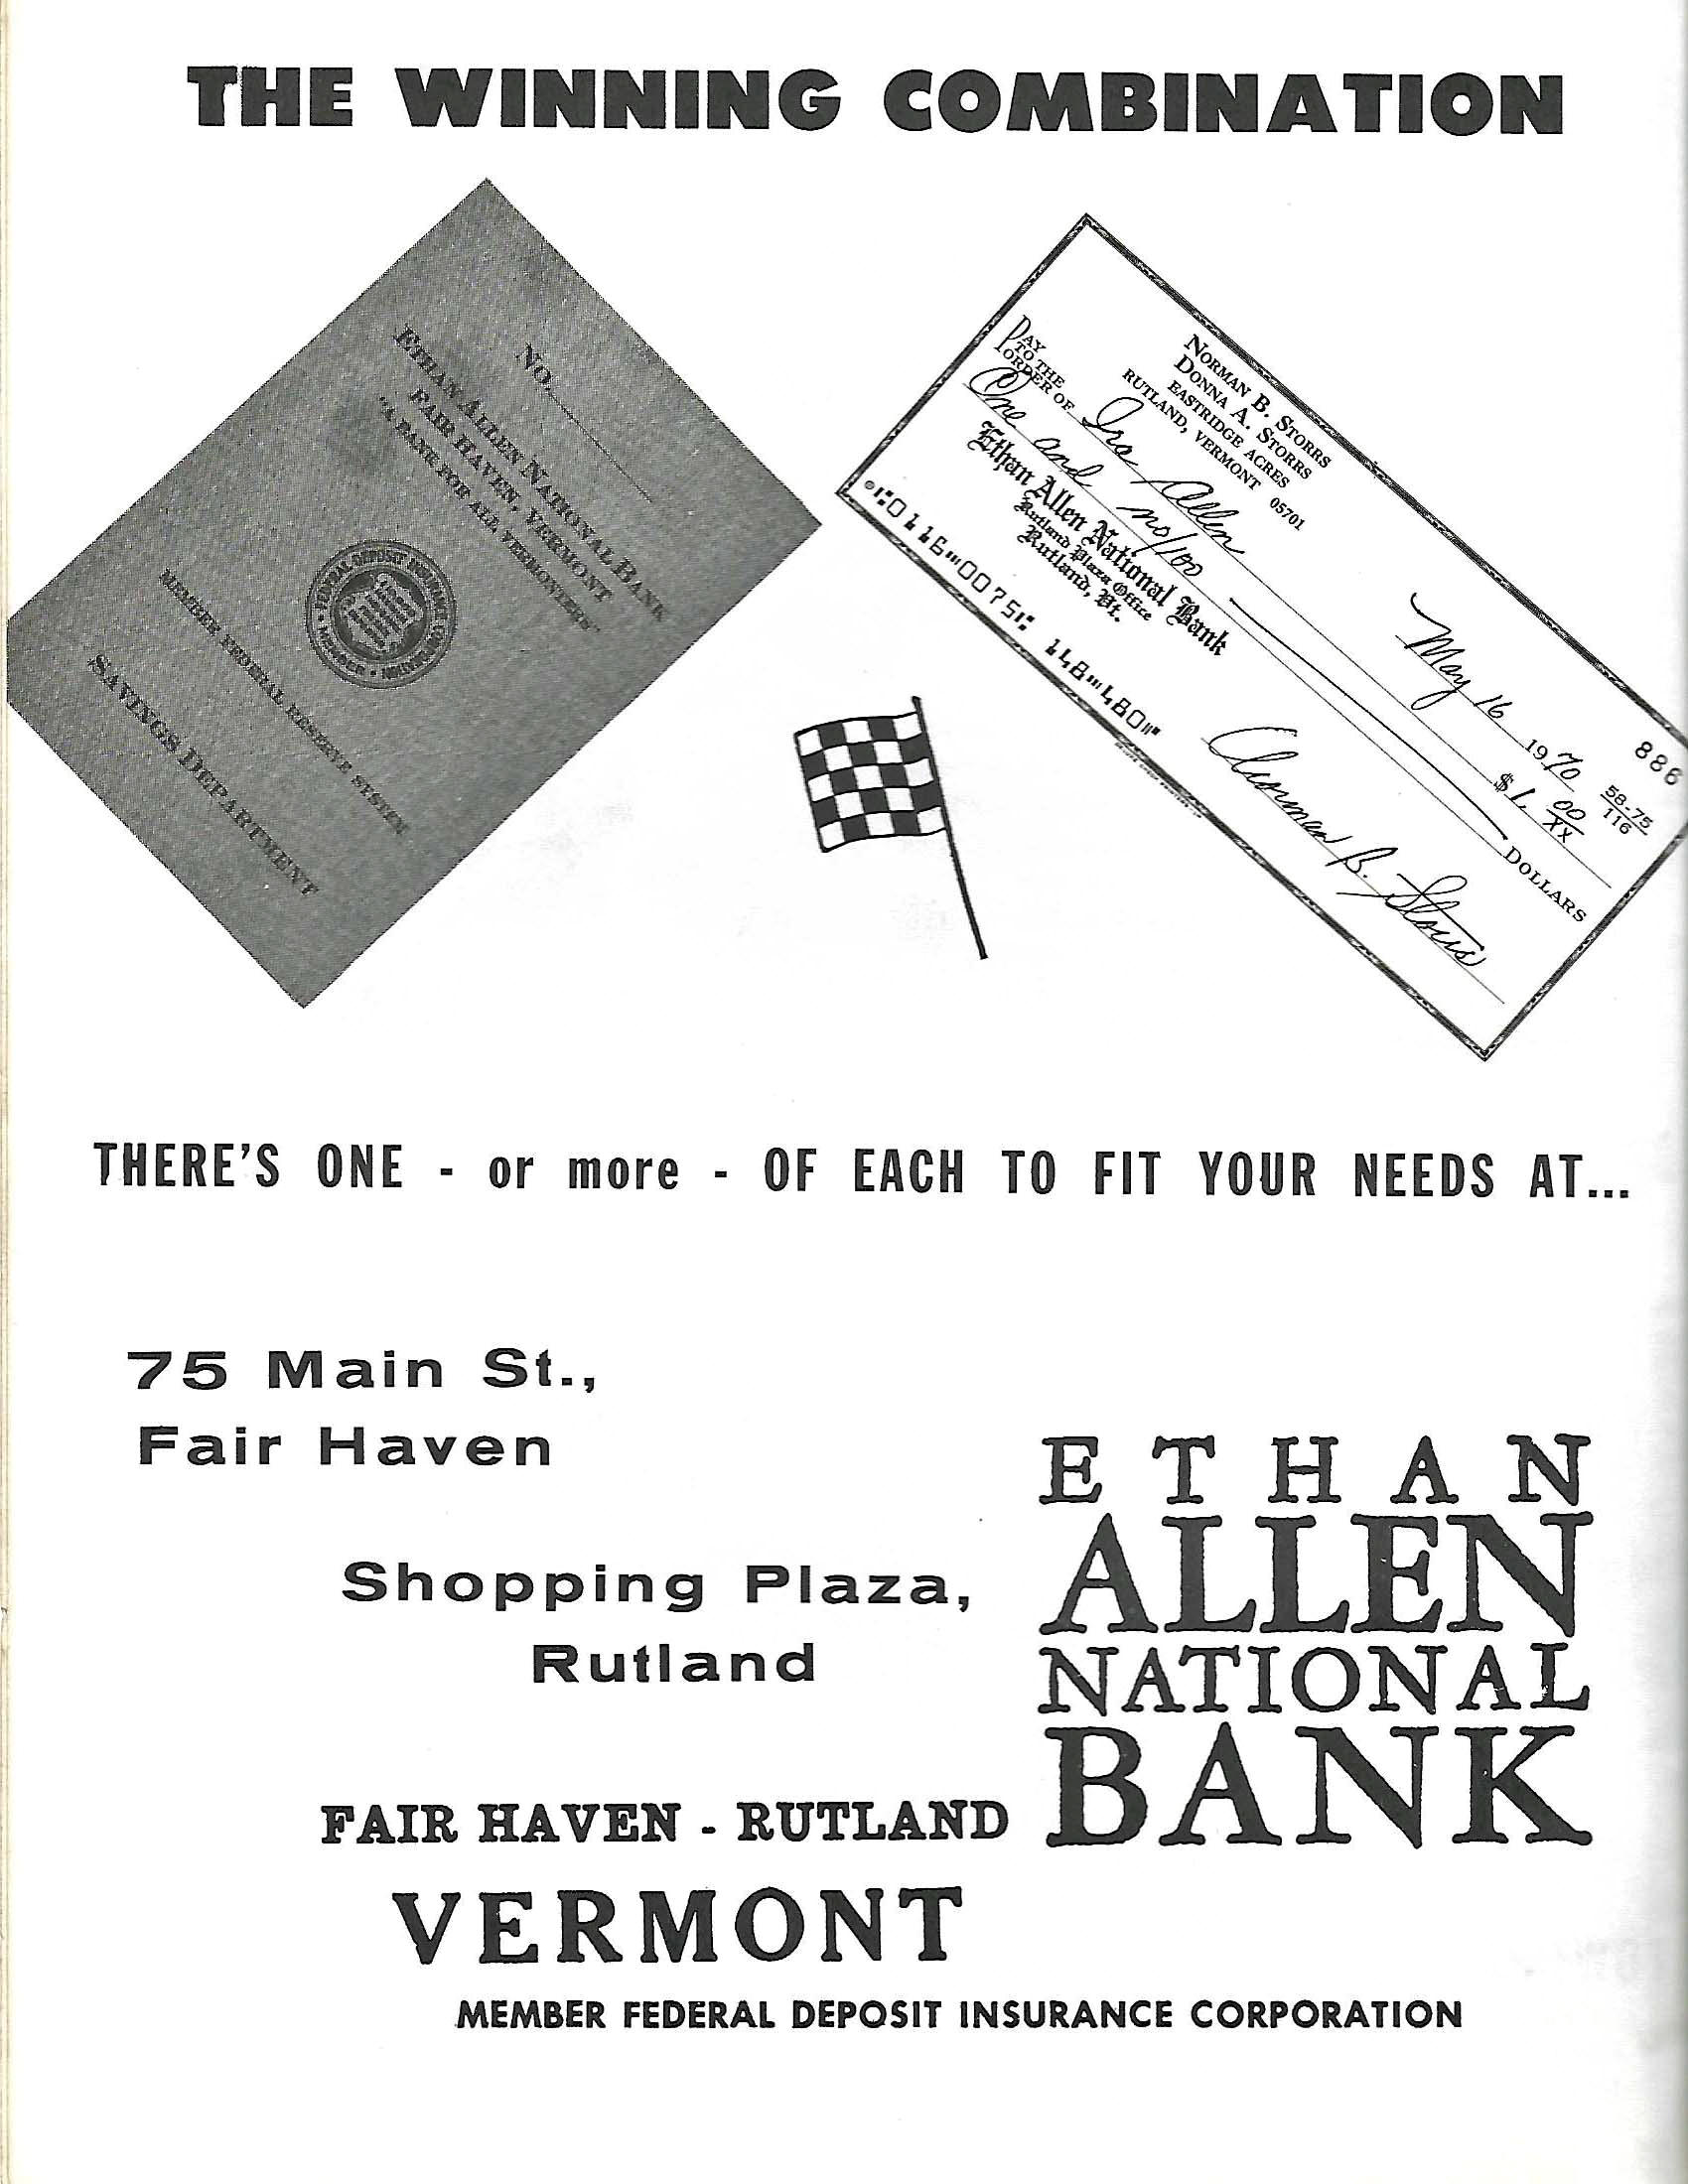 THE WINNING COMBINATION
NO.
ETHAN ALLEN NATIONAL BANK
FAIR HAVEN, VERMONT
"A BANK FOR ALL VERMONTERS"
FEDERAL DEPOSIT INSURANCE CORPORATION
MEMBER
MEMBER FEDERAL RESERVE SYSTEM
SAVINGS DEPARTMENT
NORMAN B. STORRS
DONNA A. STORRS
EASTRIDGE ACRES
RUTLAND, VERMONT 05701
886
May 16 1970
58-75
116
PAY
TO THE
ORDER OF Ira Allen $1. 00
XX
One and no/100 DOLLARS
Ethan Allen National Bank
Rutland Plaza Office
Rutland, Vt.
Norman B. Storrs
⑆0116⑉0075⑆ 148⑉480⑈
THERE'S ONE - or more - OF EACH TO FIT YOUR NEEDS AT...
75 Main St.,
Fair Haven
Shopping Plaza,
Rutland
ETHAN
ALLEN
NATIONAL
BANK
FAIR HAVEN - RUTLAND
VERMONT
MEMBER FEDERAL DEPOSIT INSURANCE CORPORATION